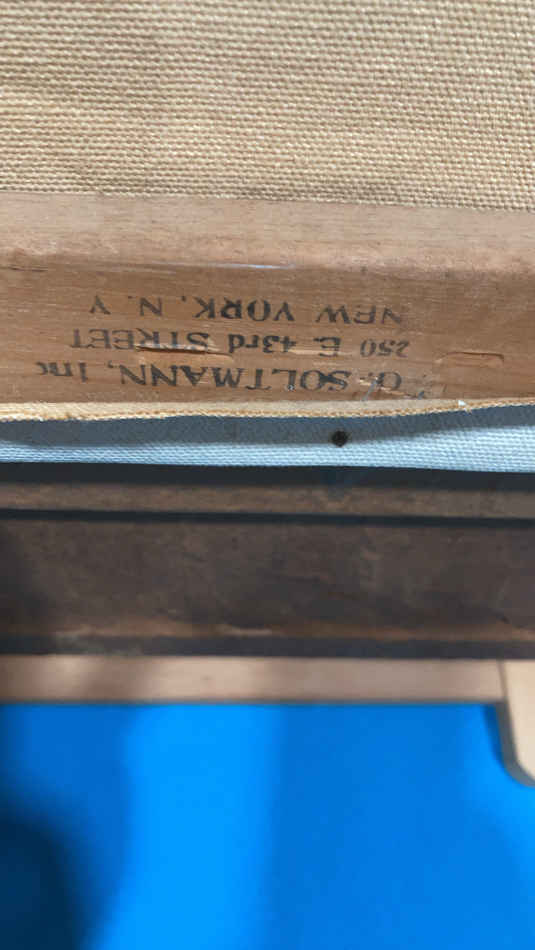 G. SOLTMANN, Inc
250 E. 43rd STREET
NEW YORK, N. Y